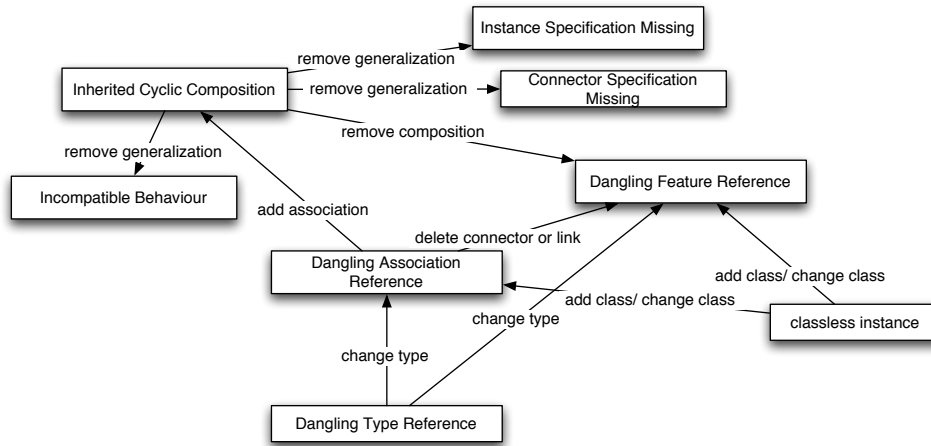 Instance Specification Missing
remove generalization
Inherited Cyclic Composition
remove generalization
Connector Specification
Missing
remove composition
remove generalization
Dangling Feature Reference
Incompatible Behaviour
add association
delete connector or link
Dangling Association
Reference
add class/ change class
add class/ change class
change type
classless instance
change type
Dangling Type Reference